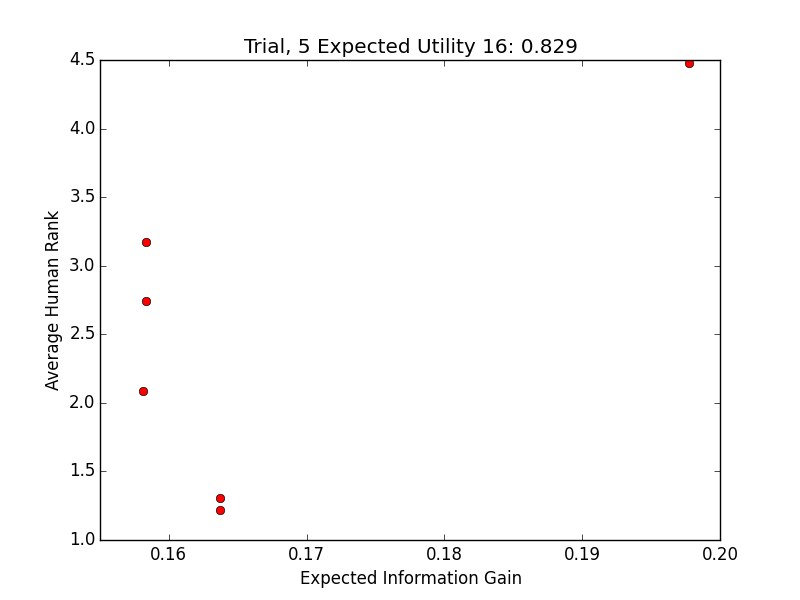 Trial, 5 Expected Utility 16: 0.829
4.5
4.0
3.5
3.0
2.5
2.0
1.5
1.0
Average Human Rank
0.16 0.17 0.18 0.19 0.20
Expected Information Gain